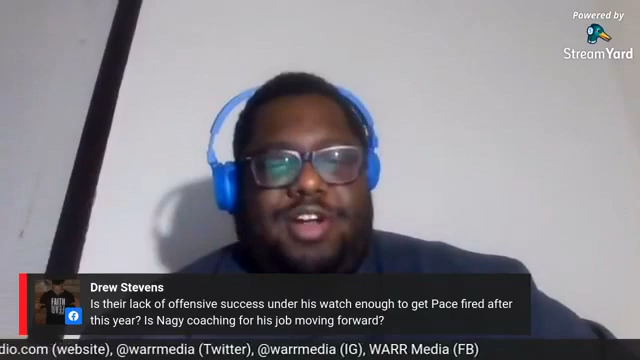 Powered by
StreamYard
Drew Stevens
FAITH
Is their lack of offensive success under his watch enough to get Pace fired after
this year? Is Nagy coaching for his job moving forward?
dio.com (website), @warrmedia (Twitter), @warrmedia (IG), WARR Media (FB)